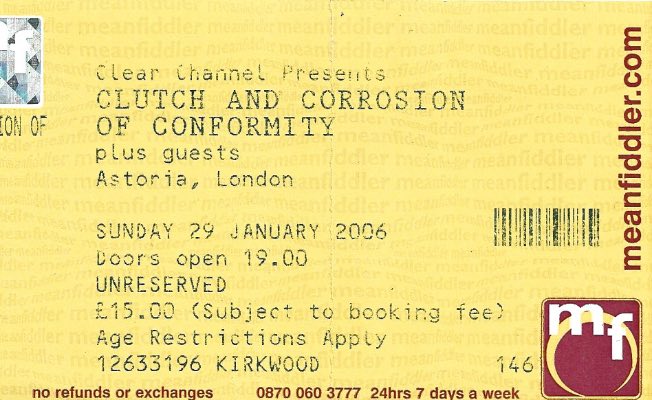 mf
ION OF
Clear Channel Presents
CLUTCH AND CORROSION
OF CONFORMITY
plus guests
Astoria, London
SUNDAY 29 JANUARY 2006
Doors open 19.00
UNRESERVED
£15.00 (Subject to booking fee)
Age Restrictions Apply
12633196 KIRKWOOD 146
no refunds or exchanges 0870 060 3777 24hrs 7 days a week
meanfiddler.com
mf